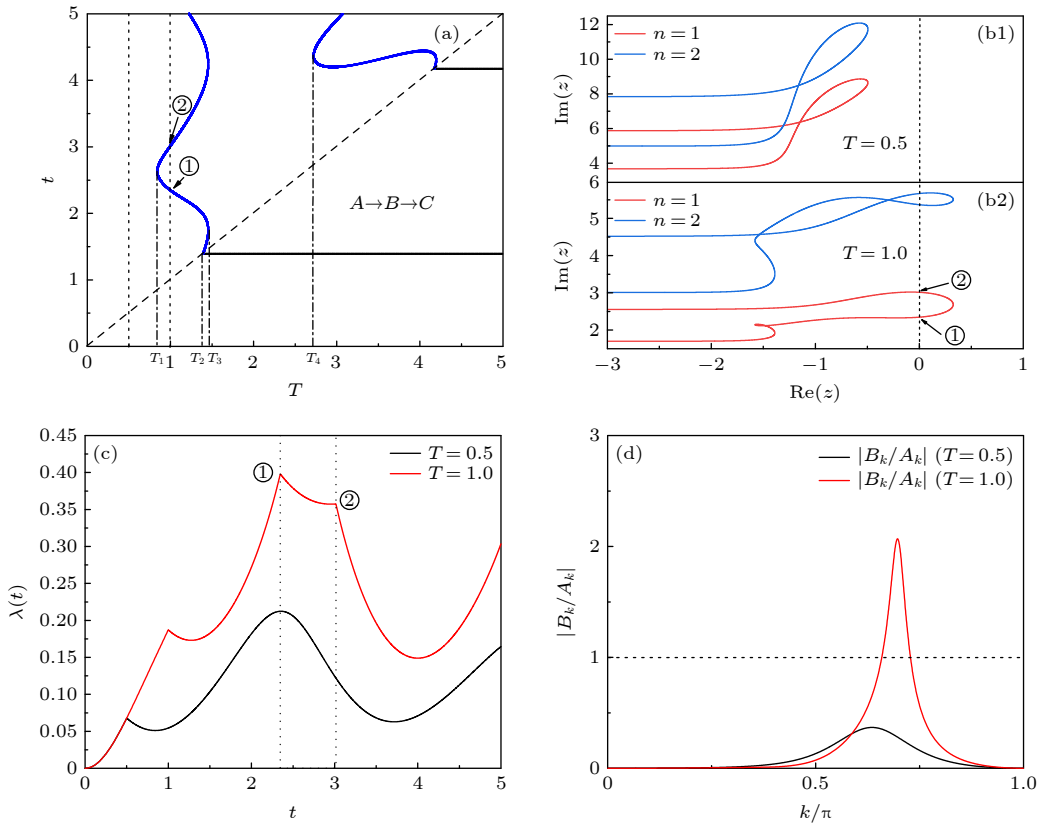 (a)
5
4
3
2
1
0
t
②
①
A→B→C
T₁
T₂
T₃
T₄
0
1
2
3
4
5
T
(b1)
n = 1
n = 2
12
10
8
6
4
Im(z)
T = 0.5
(b2)
n = 1
n = 2
6
5
4
3
2
Im(z)
T = 1.0
②
①
−3
−2
−1
0
1
Re(z)
(c)
T = 0.5
T = 1.0
0.45
0.40
0.35
0.30
0.25
0.20
0.15
0.10
0.05
0
λ(t)
①
②
0
1
2
3
4
5
t
(d)
|Bₖ/Aₖ| (T = 0.5)
|Bₖ/Aₖ| (T = 1.0)
3
2
1
0
|Bₖ/Aₖ|
0
0.5
1.0
k/π